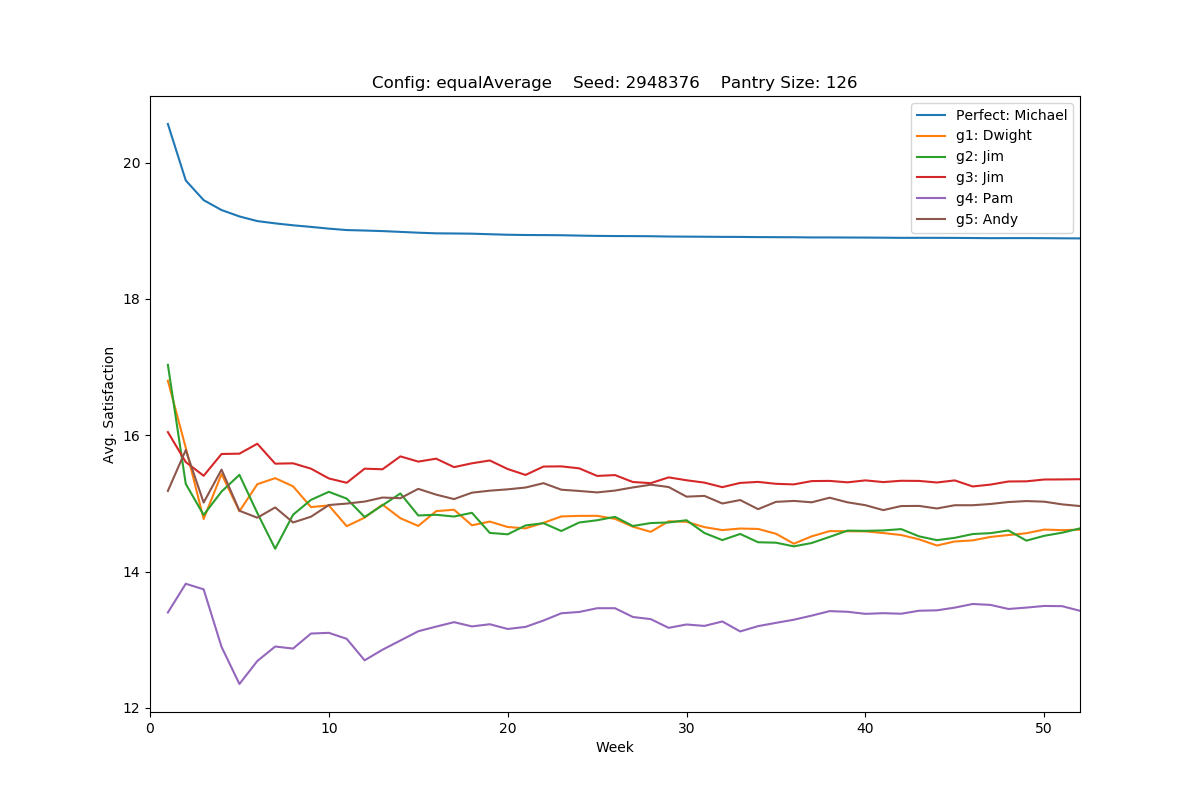 Config: equalAverage    Seed: 2948376    Pantry Size: 126
Perfect: Michael
g1: Dwight
g2: Jim
g3: Jim
g4: Pam
g5: Andy
Avg. Satisfaction
20
18
16
14
12
0 10 20 30 40 50
Week